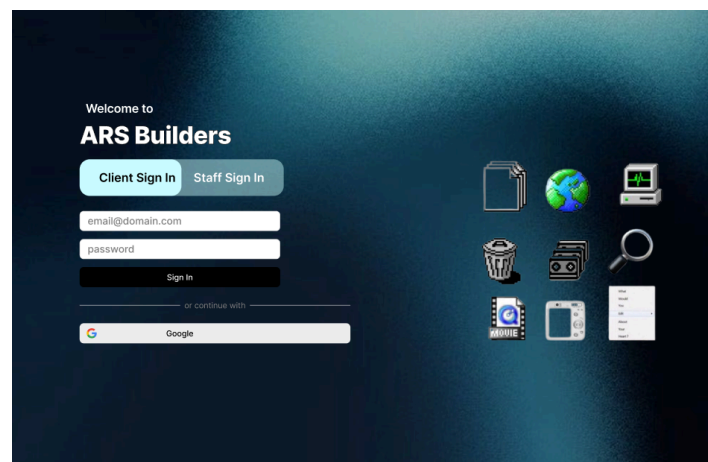 Welcome to
ARS Builders
Client Sign In
Staff Sign In
email@domain.com
password
Sign In
or continue with
Google
MOVIE